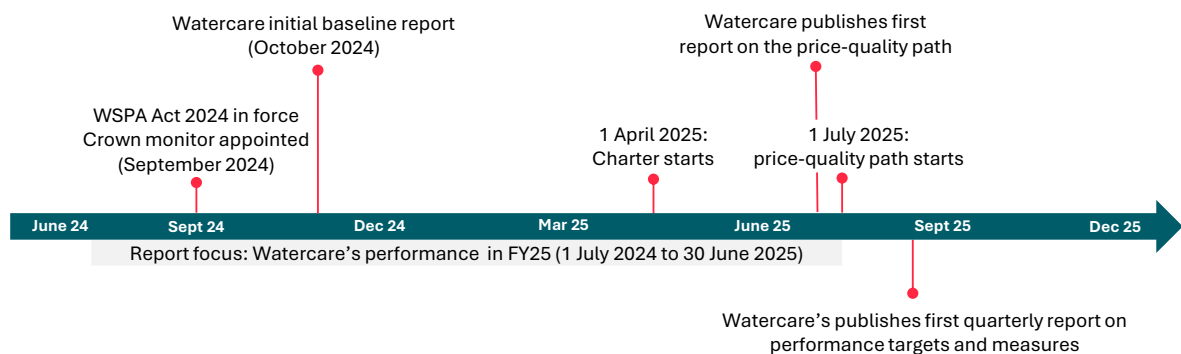 Watercare initial baseline report
(October 2024)
Watercare publishes first
report on the price-quality path
WSPA Act 2024 in force
Crown monitor appointed
(September 2024)
1 April 2025:
Charter starts
1 July 2025:
price-quality path starts
June 24
Sept 24
Dec 24
Mar 25
June 25
Sept 25
Dec 25
Report focus: Watercare’s performance in FY25 (1 July 2024 to 30 June 2025)
Watercare’s publishes first quarterly report on
performance targets and measures